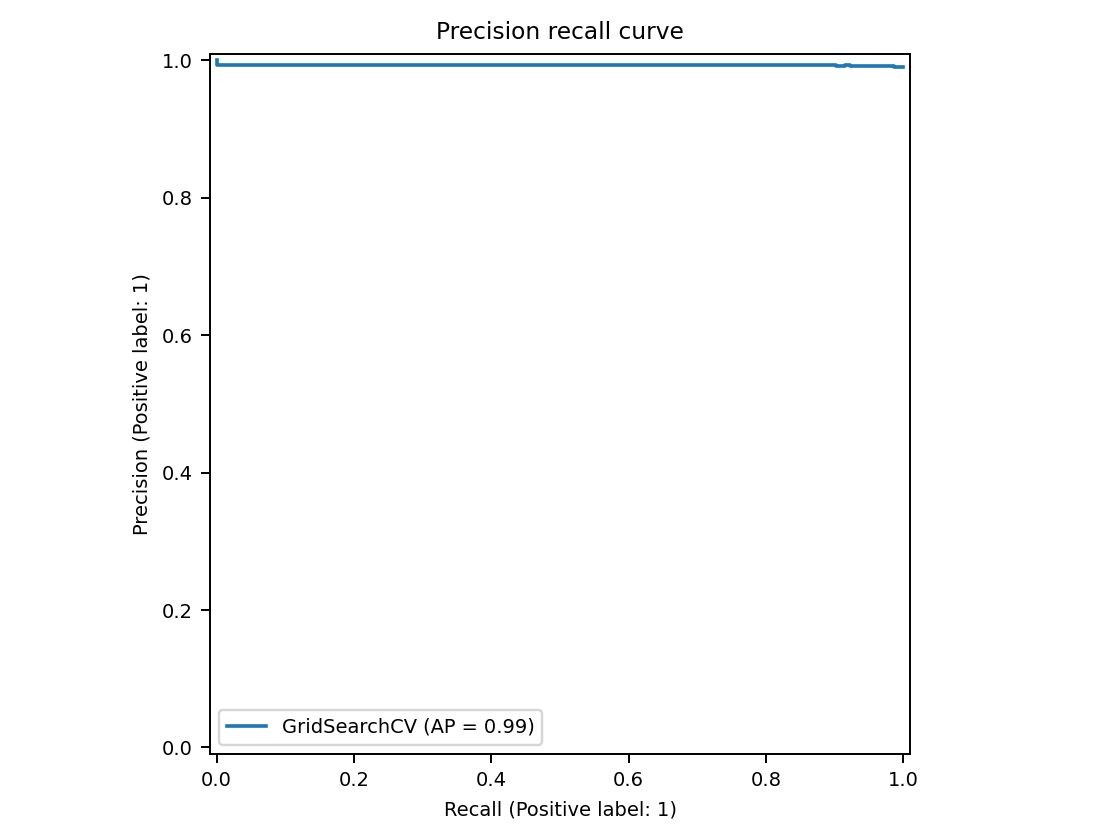 Precision recall curve
1.0
0.8
0.6
0.4
0.2
0.0
Precision (Positive label: 1)
GridSearchCV (AP = 0.99)
0.0 0.2 0.4 0.6 0.8 1.0
Recall (Positive label: 1)